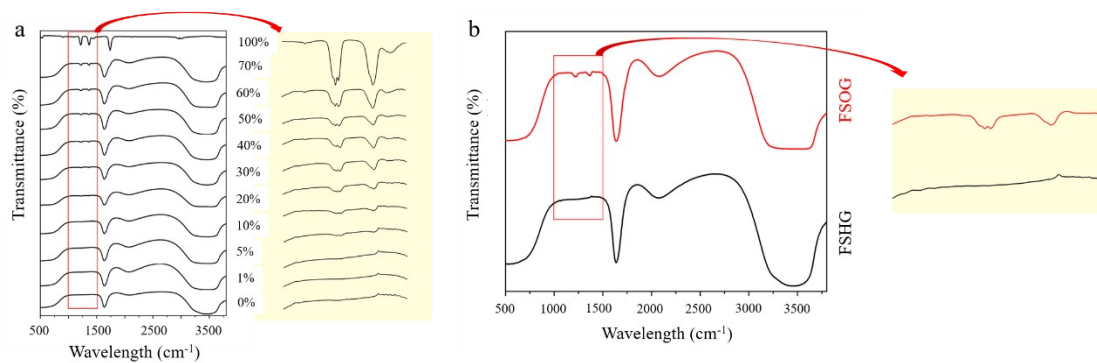 a
Transmittance (%)
100%
70%
60%
50%
40%
30%
20%
10%
5%
1%
0%
500 1500 2500 3500
Wavelength (cm-1)
b
Transmittance (%)
FSOG
FSHG
500 1000 1500 2000 2500 3000 3500
Wavelength (cm-1)